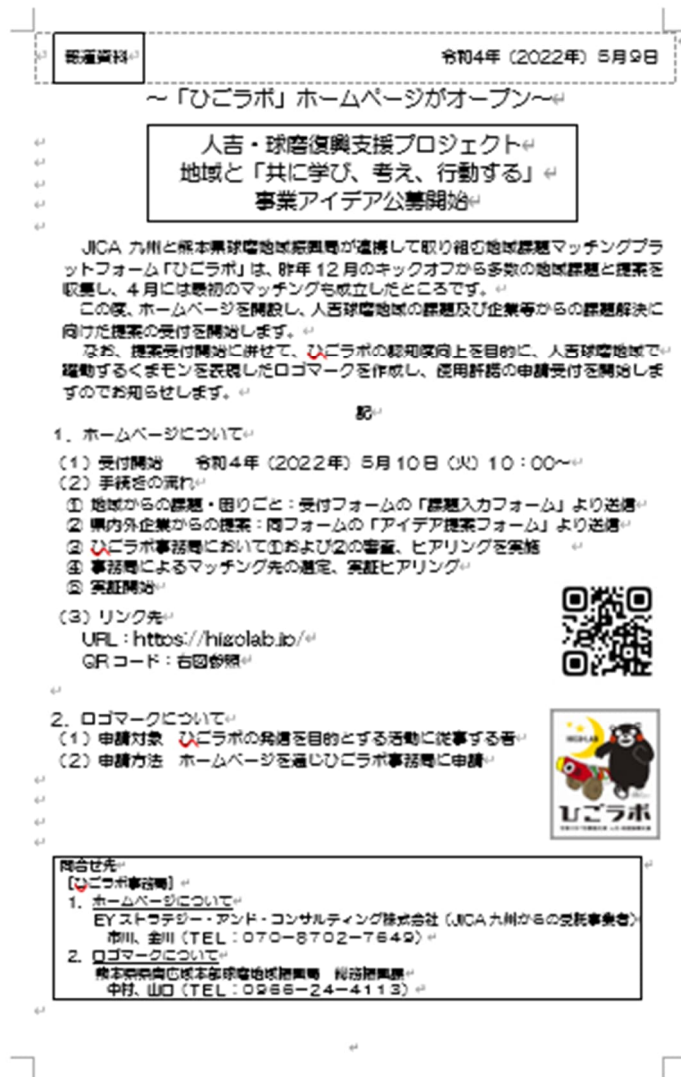 報道資料
令和4年（2022年）5月9日
～「ひごラボ」ホームページがオープン～
人吉・球磨復興支援プロジェクト
地域と「共に学び、考え、行動する」
事業アイデア公募開始
JICA 九州と熊本県球磨地域振興局が連携して取り組む地域課題マッチングプラ
ットフォーム「ひごラボ」は、昨年12月のキックオフから多数の地域課題と提案を
収集し、4月には最初のマッチングも成立したところです。
この度、ホームページを開設し、人吉球磨地域の課題及び企業等からの課題解決に
向けた提案の受付を開始します。
なお、提案受付開始に併せて、ひごラボの認知度向上を目的に、人吉球磨地域で
躍動するくまモンを表現したロゴマークを作成し、使用許諾の申請受付を開始しま
すのでお知らせします。
記
1．ホームページについて
（1）受付開始　令和4年（2022年）5月10日（火）10：00～
（2）手続きの流れ
① 地域からの課題・困りごと：受付フォームの「課題入力フォーム」より送信
② 県内外企業からの提案：同フォームの「アイデア提案フォーム」より送信
③ ひごラボ事務局において①および②の審査、ヒアリングを実施
④ 事務局によるマッチング先の選定、実証ヒアリング
⑤ 実証開始
（3）リンク先
URL：https://higolab.jp/
QRコード：右図参照
2．ロゴマークについて
（1）申請対象　ひごラボの発信を目的とする活動に従事する者
（2）申請方法　ホームページを通じひごラボ事務局に申請
HIGO LAB
ひごラボ
問合せ先
［ひごラボ事務局］
1．ホームページについて
EYストラテジー・アンド・コンサルティング株式会社（JICA九州からの受託事業者）
市川、金川（TEL：070－8702－7649）
2．ロゴマークについて
熊本県県南広域本部球磨地域振興局　総務振興課
中村、山口（TEL：0966－24－4113）